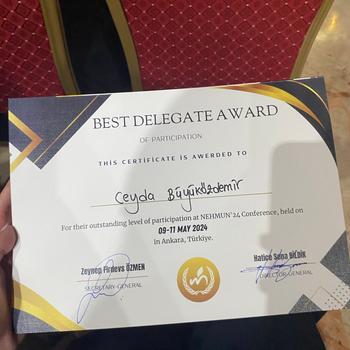 BEST DELEGATE AWARD
OF PARTICIPATION
THIS CERTIFICATE IS AWERDED TO
Ceyda Büyüközdemir
For their outstanding level of participation at NEHMUN'24 Conference, held on
09-11 MAY 2024
in Ankara, Türkiye.
Zeynep Firdevs ÖZMEN
SECRETARY-GENERAL
Hatice Sena BİLDİK
DIRECTOR-GENERAL